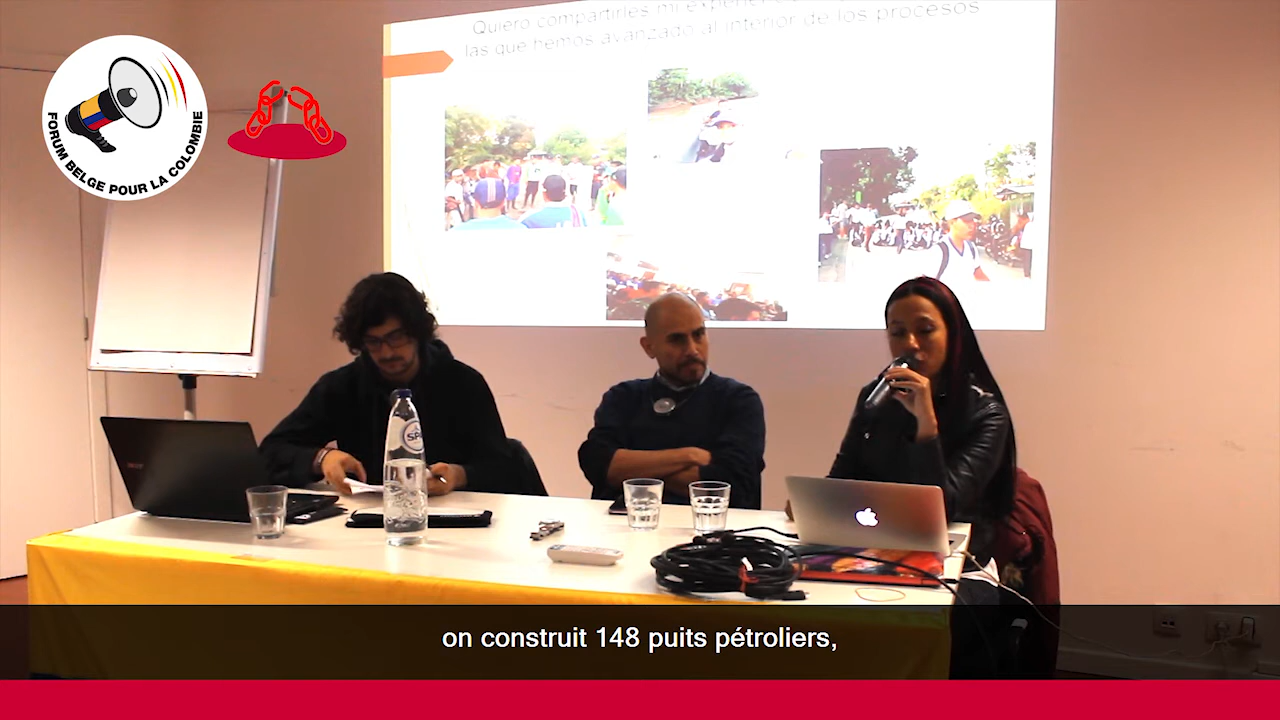 Quiero compartirles mi
las que hemos avanzado al interior de los procesos
FORUM BELGE POUR LA COLOMBIE
SPA
on construit 148 puits pétroliers,